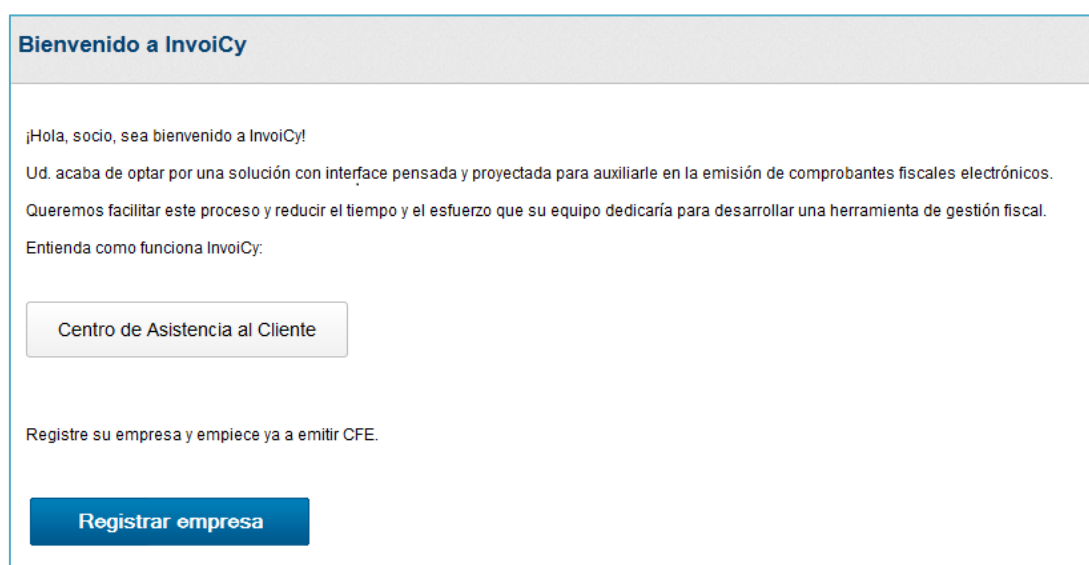 Bienvenido a InvoiCy
¡Hola, socio, sea bienvenido a InvoiCy!
Ud. acaba de optar por una solución con interface pensada y proyectada para auxiliarle en la emisión de comprobantes fiscales electrónicos.
Queremos facilitar este proceso y reducir el tiempo y el esfuerzo que su equipo dedicaría para desarrollar una herramienta de gestión fiscal.
Entienda como funciona InvoiCy:
Centro de Asistencia al Cliente
Registre su empresa y empiece ya a emitir CFE.
Registrar empresa